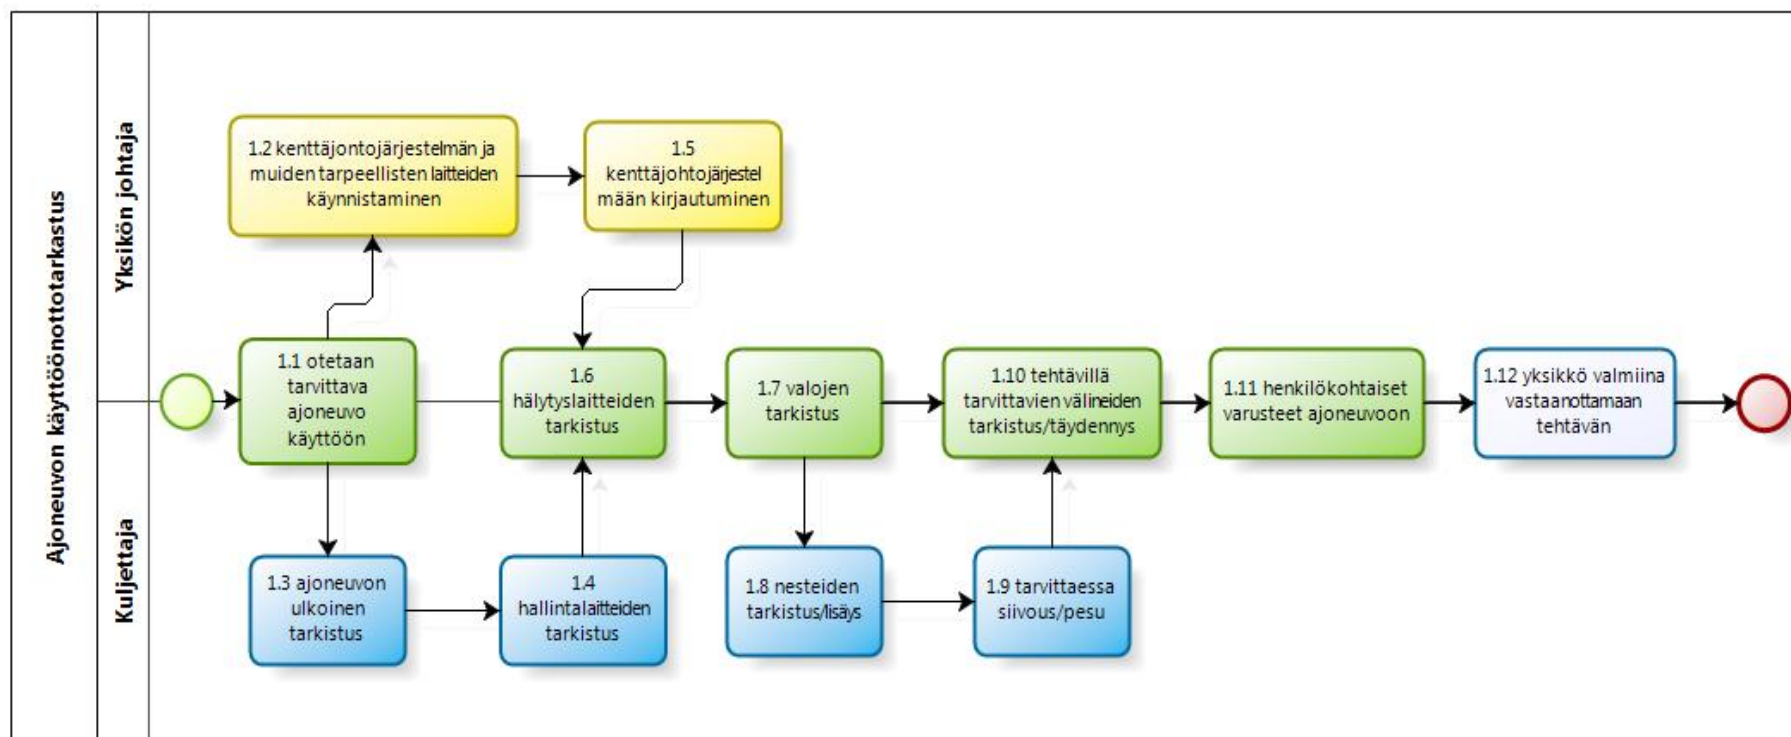 Ajoneuvon käyttöönottotarkastus
Yksikön johtaja
Kuljettaja
1.2 kenttäjontojärjestelmän ja
muiden tarpeellisten laitteiden
käynnistaminen
1.5
kenttäjohtojärjestel
mään kirjautuminen
1.1 otetaan
tarvittava
ajoneuvo
käyttöön
1.6
hälytyslaitteiden
tarkistus
1.7 valojen
tarkistus
1.10 tehtävillä
tarvittavien välineiden
tarkistus/täydennys
1.11 henkilökohtaiset
varusteet ajoneuvoon
1.12 yksikkö valmiina
vastaanottamaan
tehtävän
1.3 ajoneuvon
ulkoinen
tarkistus
1.4
hallintalaitteiden
tarkistus
1.8 nesteiden
tarkistus/lisäys
1.9 tarvittaessa
siivous/pesu